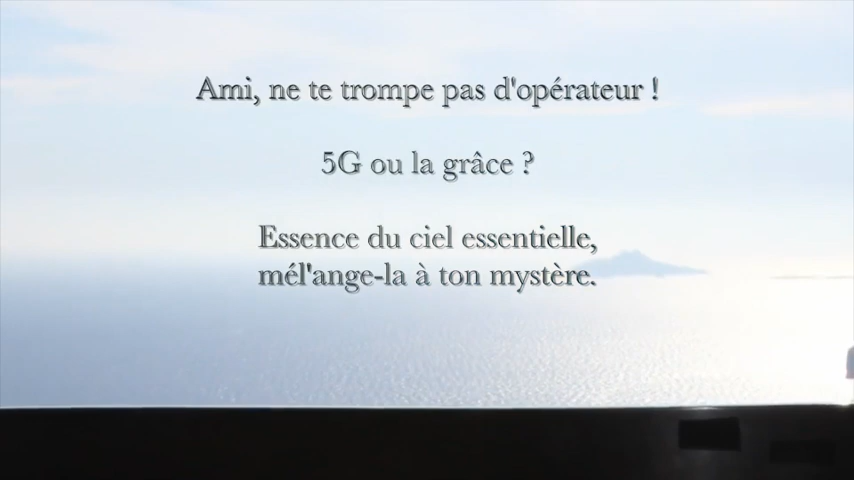 Ami, ne te trompe pas d'opérateur !
5G ou la grâce ?
Essence du ciel essentielle,
mél'ange-la à ton mystère.